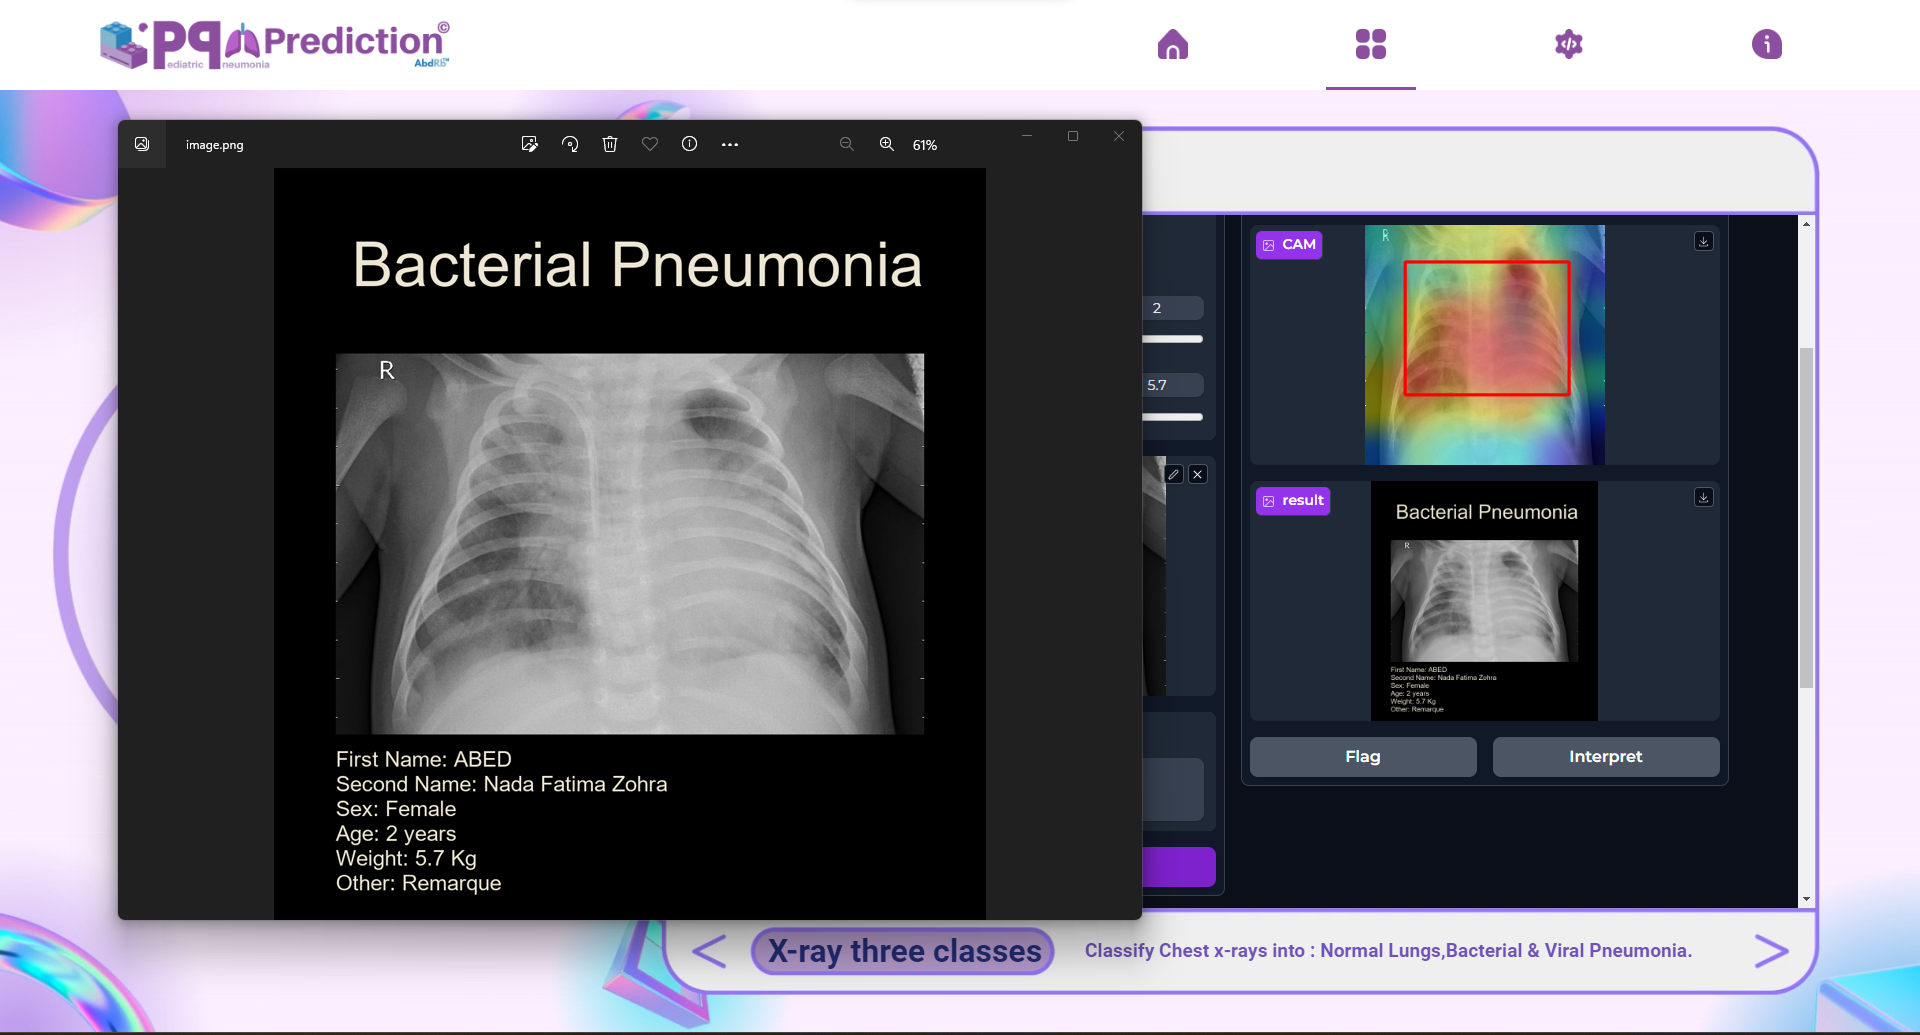 PP Prediction©
ediatric neumonia
AbdRb™
image.png
61%
Bacterial Pneumonia
R
First Name: ABED
Second Name: Nada Fatima Zohra
Sex: Female
Age: 2 years
Weight: 5.7 Kg
Other: Remarque
2
5.7
CAM
R
result
Bacterial Pneumonia
R
First Name: ABED
Second Name: Nada Fatima Zohra
Sex: Female
Age: 2 years
Weight: 5.7 Kg
Other: Remarque
Flag
Interpret
X-ray three classes
Classify Chest x-rays into : Normal Lungs,Bacterial & Viral Pneumonia.